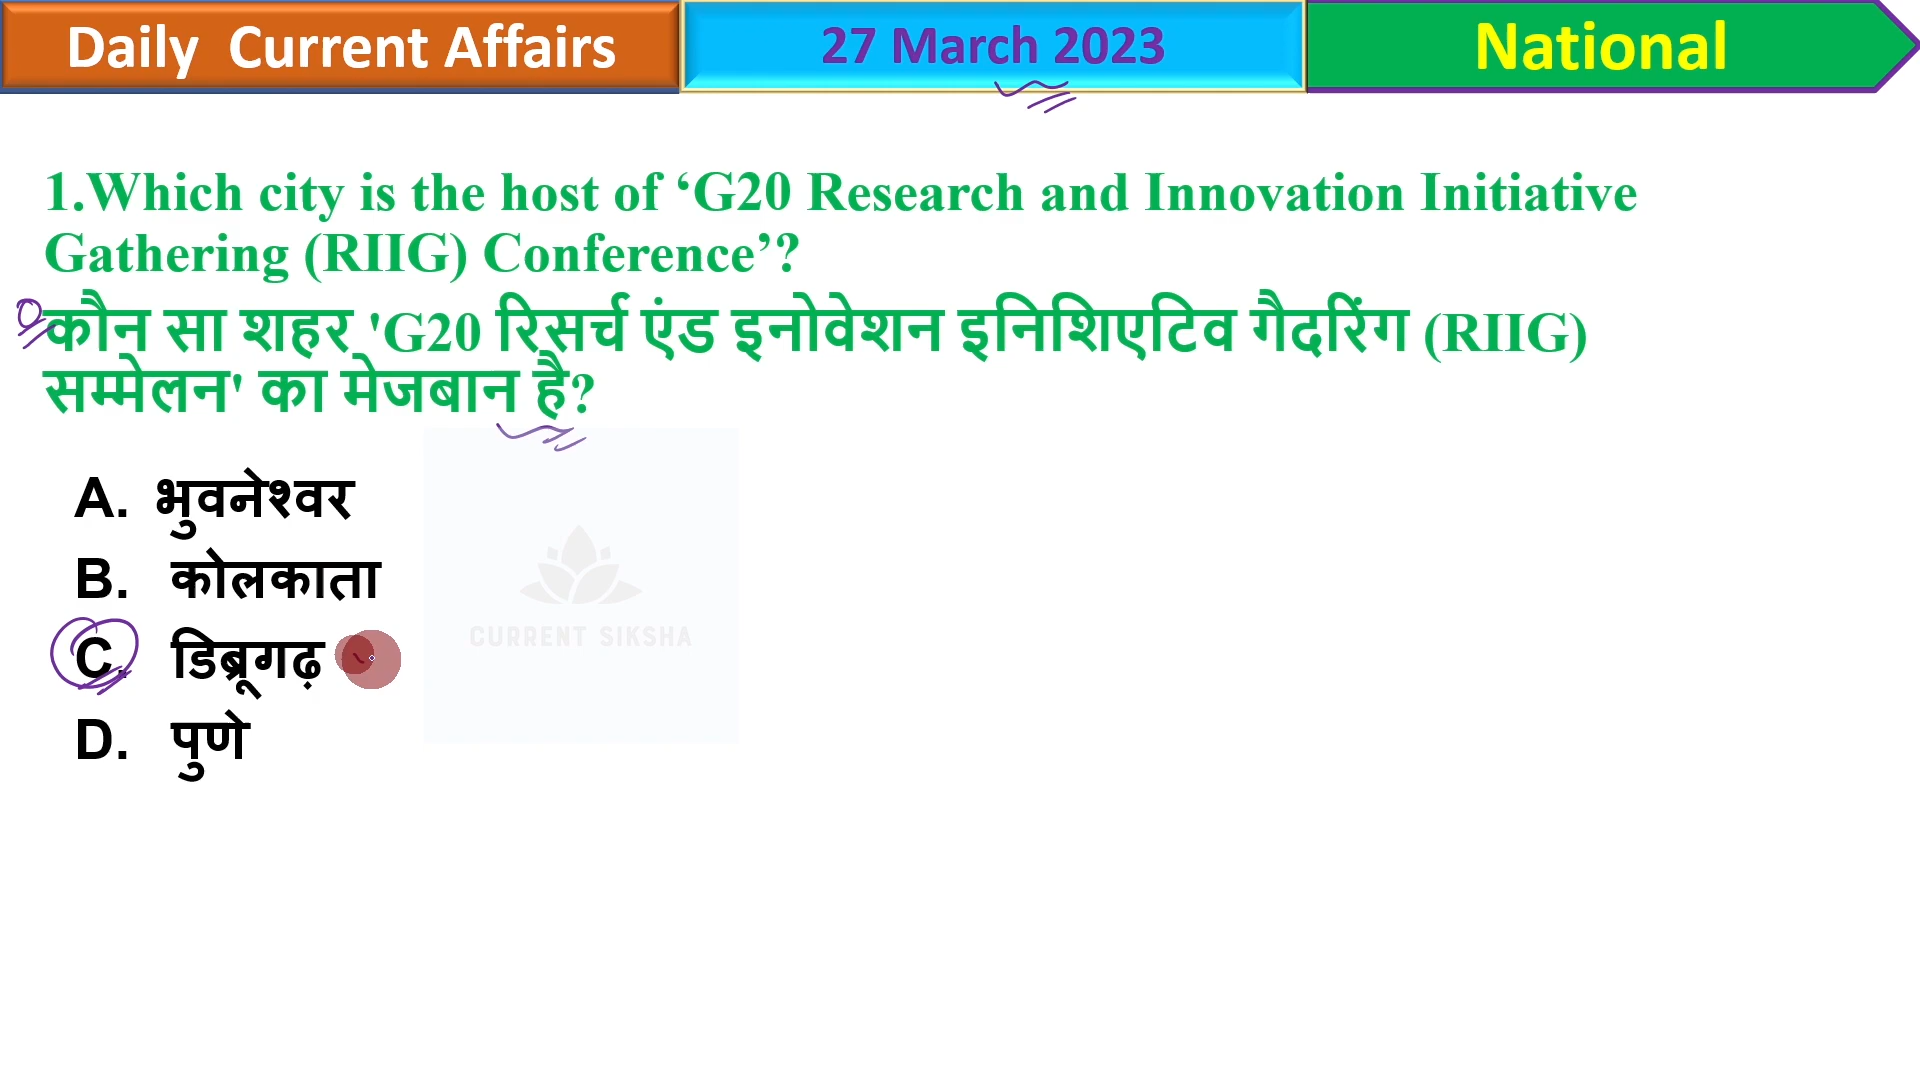 Daily Current Affairs
27 March 2023
National
1.Which city is the host of ‘G20 Research and Innovation Initiative
Gathering (RIIG) Conference’?
कौन सा शहर 'G20 रिसर्च एंड इनोवेशन इनिशिएटिव गैदरिंग (RIIG)
सम्मेलन' का मेजबान है?
A. भुवनेश्वर
B. कोलकाता
C. डिब्रूगढ़
D. पुणे
CURRENT SIKSHA